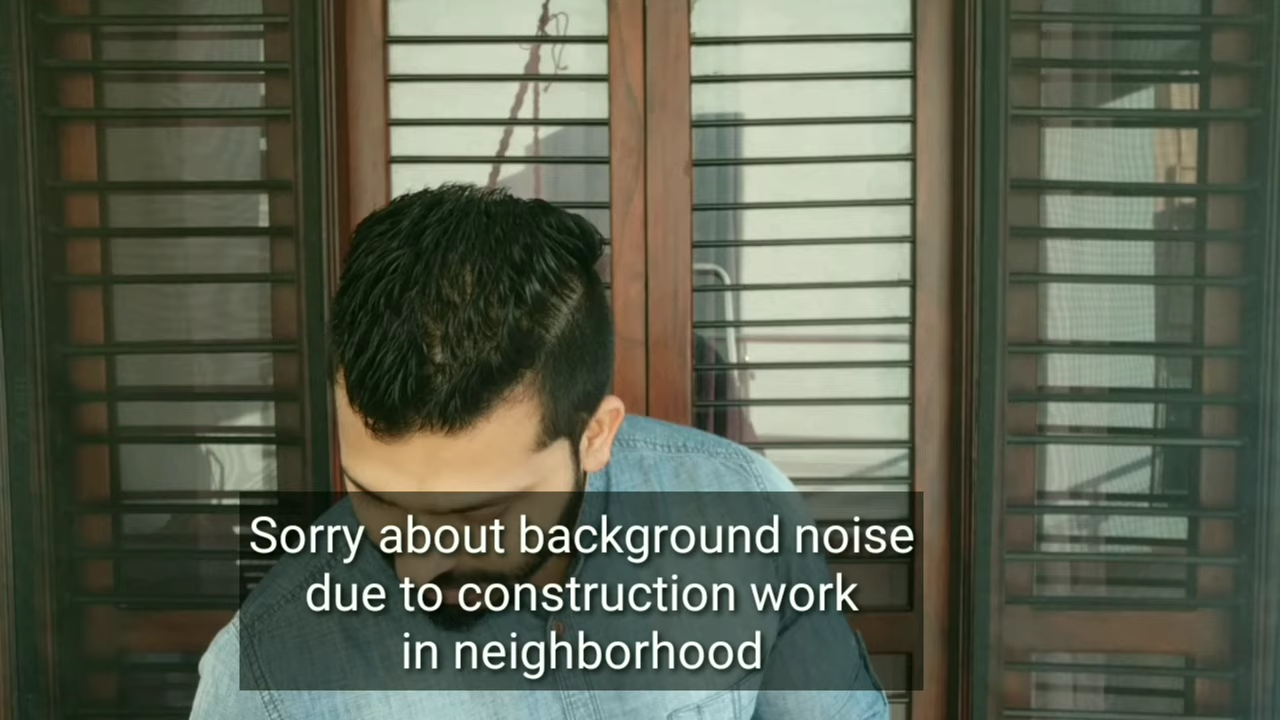 Sorry about background noise
due to construction work
in neighborhood